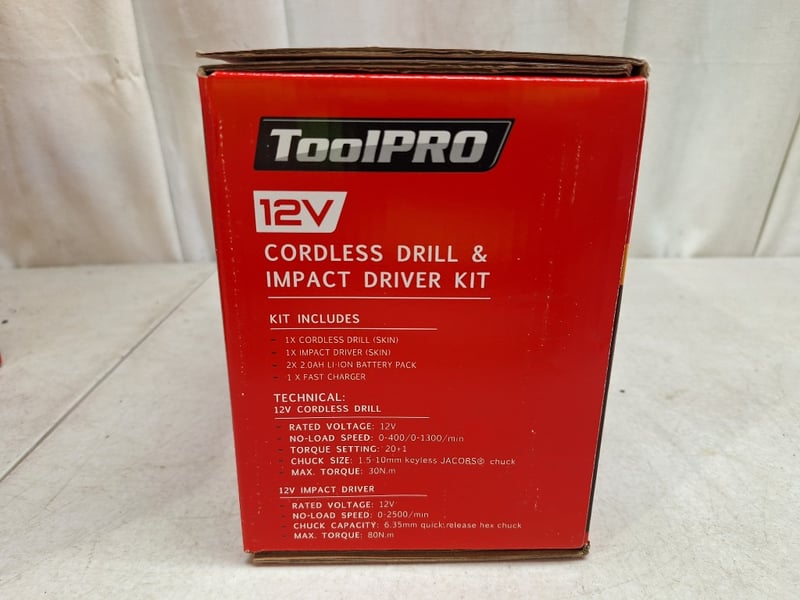 ToolPRO
12V
CORDLESS DRILL &
IMPACT DRIVER KIT
KIT INCLUDES
- 1X CORDLESS DRILL (SKIN)
- 1X IMPACT DRIVER (SKIN)
- 2X 2.0AH LI-ION BATTERY PACK
- 1 X FAST CHARGER
TECHNICAL:
12V CORDLESS DRILL
- RATED VOLTAGE: 12V
- NO-LOAD SPEED: 0-400/0-1300/min
- TORQUE SETTING: 20+1
- CHUCK SIZE: 1.5-10mm keyless JACOBS® chuck
- MAX. TORQUE: 30N.m
12V IMPACT DRIVER
- RATED VOLTAGE: 12V
- NO-LOAD SPEED: 0-2500/min
- CHUCK CAPACITY: 6.35mm quick release hex chuck
- MAX. TORQUE: 80N.m